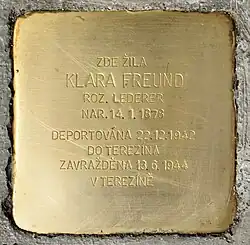 ZDE ŽILA
KLARA FREUND
ROZ. LEDERER
NAR. 14. 1. 1878
DEPORTOVÁNA 22.12.1942
DO TEREZINA
ZAVRAŽDĚNA 13.6.1944
V TEREZÍNĚ